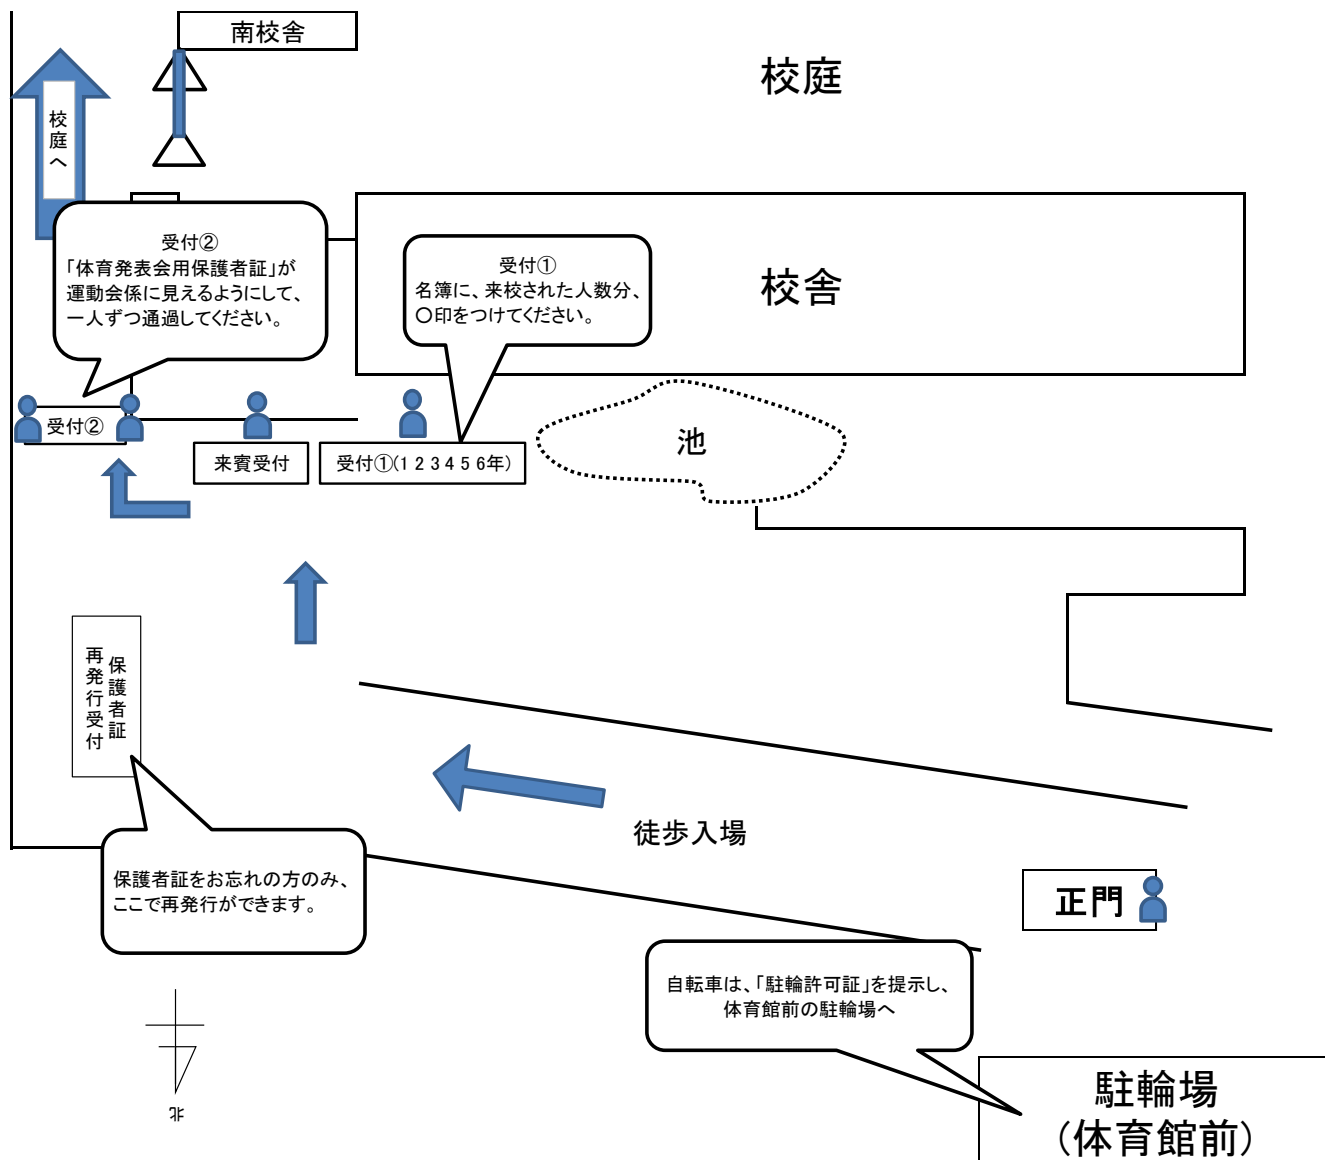 南校舎
校庭
校庭へ
受付②
「体育発表会用保護者証」が
運動会係に見えるようにして、
一人ずつ通過してください。
受付①
名簿に、来校された人数分、
〇印をつけてください。
校舎
受付②
来賓受付
受付①(1 2 3 4 5 6年)
池
保護者証
再発行受付
徒歩入場
保護者証をお忘れの方のみ、
ここで再発行ができます。
正門
自転車は、「駐輪許可証」を提示し、
体育館前の駐輪場へ
北
駐輪場
(体育館前)